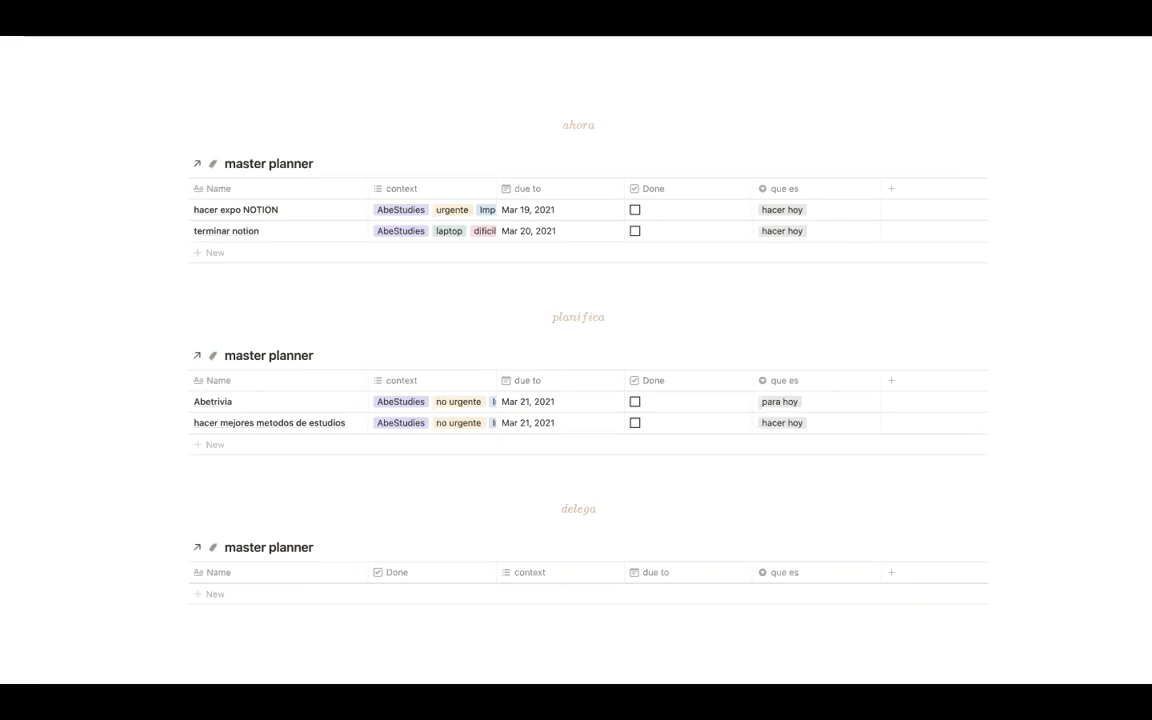 ahora
master planner
Name context due to Done que es
hacer expo NOTION AbeStudies urgente Imp Mar 19, 2021 hacer hoy
terminar notion AbeStudies laptop dificil Mar 20, 2021 hacer hoy
+ New
planifica
master planner
Name context due to Done que es
Abetrivia AbeStudies no urgente Mar 21, 2021 para hoy
hacer mejores metodos de estudios AbeStudies no urgente Mar 21, 2021 hacer hoy
+ New
delega
master planner
Name Done context due to que es
+ New